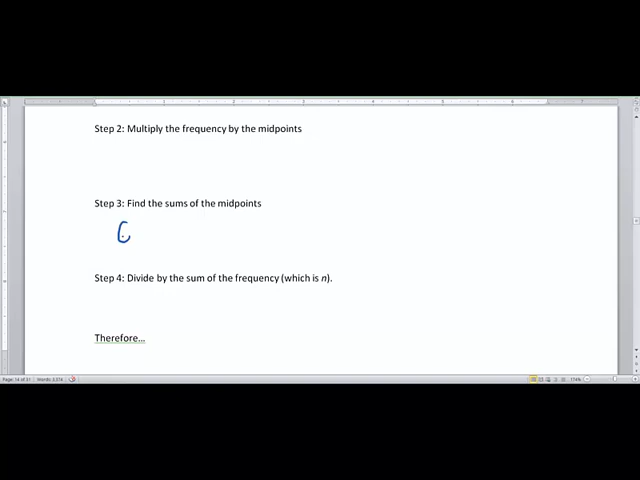 Step 2: Multiply the frequency by the midpoints
Step 3: Find the sums of the midpoints
Step 4: Divide by the sum of the frequency (which is n).
Therefore...